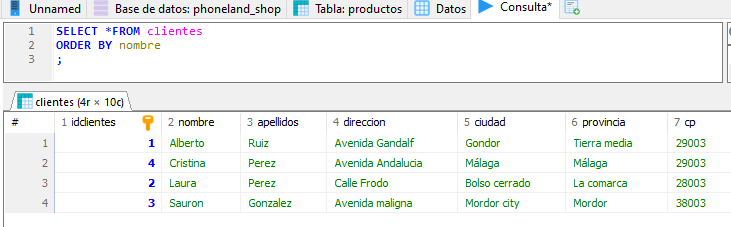 Unnamed Base de datos: phoneland_shop Tabla: productos Datos Consulta*
1 SELECT *FROM clientes
2 ORDER BY nombre
3 ;
clientes (4r × 10c)
# 1 idclientes 2 nombre 3 apellidos 4 direccion 5 ciudad 6 provincia 7 cp
1 1 Alberto Ruiz Avenida Gandalf Gondor Tierra media 29003
2 4 Cristina Perez Avenida Andalucia Málaga Málaga 29003
3 2 Laura Perez Calle Frodo Bolso cerrado La comarca 28003
4 3 Sauron Gonzalez Avenida maligna Mordor city Mordor 38003